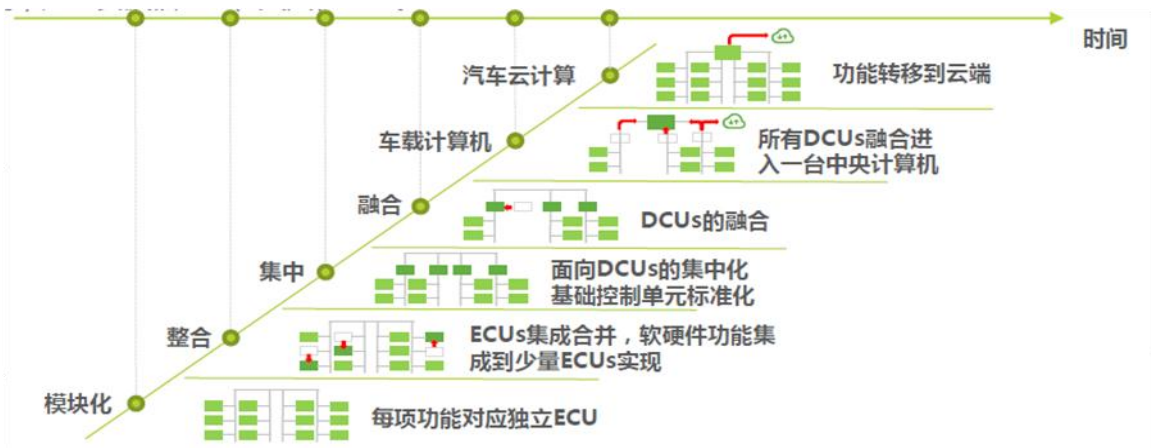 时间
汽车云计算
功能转移到云端
车载计算机
所有DCUs融合进
入一台中央计算机
融合
DCUs的融合
集中
面向DCUs的集中化
基础控制单元标准化
整合
ECUs集成合并，软硬件功能集
成到少量ECUs实现
模块化
每项功能对应独立ECU